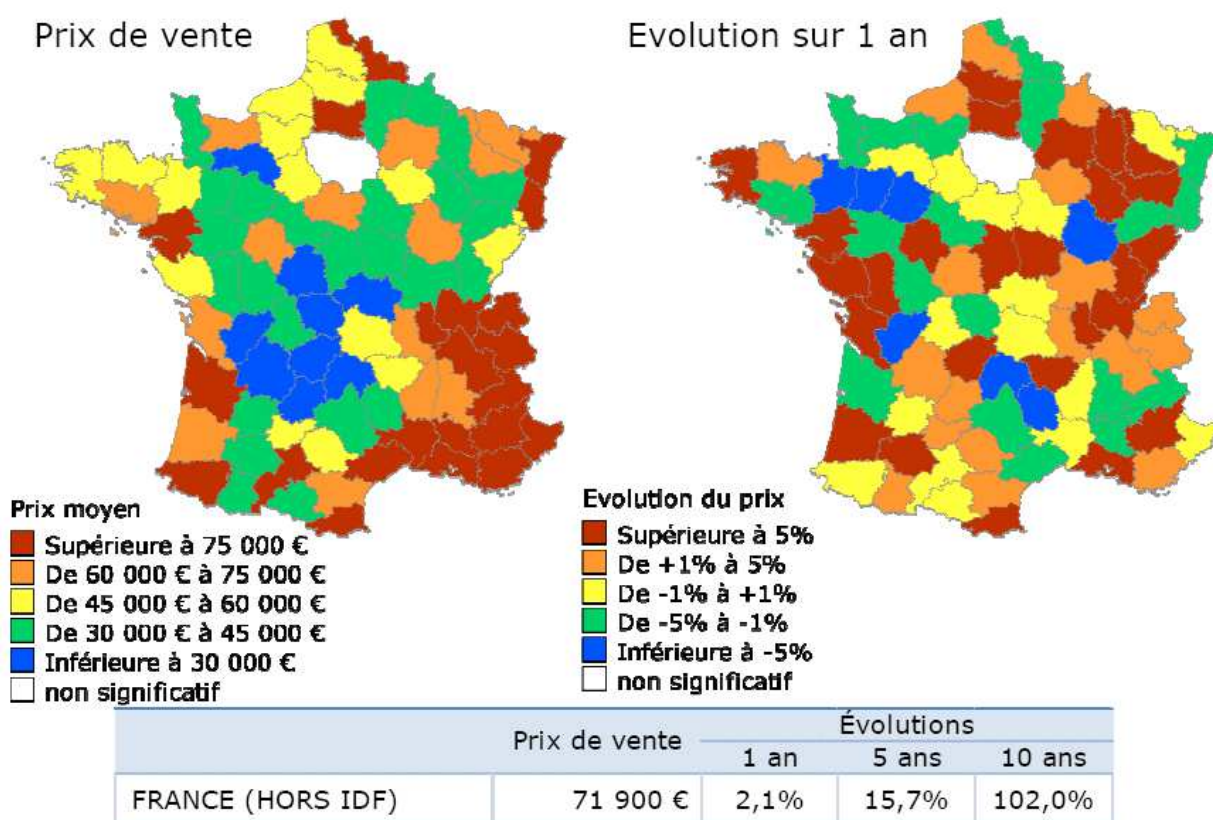 Prix de vente
Evolution sur 1 an
Prix moyen
Supérieure à 75 000 €
De 60 000 € à 75 000 €
De 45 000 € à 60 000 €
De 30 000 € à 45 000 €
Inférieure à 30 000 €
non significatif
Evolution du prix
Supérieure à 5%
De +1% à 5%
De -1% à +1%
De -5% à -1%
Inférieure à -5%
non significatif
Prix de vente Évolutions
1 an 5 ans 10 ans
FRANCE (HORS IDF) 71 900 € 2,1% 15,7% 102,0%